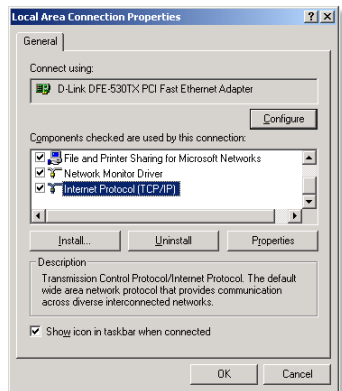 Local Area Connection Properties
General
Connect using:
D-Link DFE-530TX PCI Fast Ethernet Adapter
Configure
Components checked are used by this connection:
File and Printer Sharing for Microsoft Networks
Network Monitor Driver
Internet Protocol (TCP/IP)
Install... Uninstall Properties
Description
Transmission Control Protocol/Internet Protocol. The default
wide area network protocol that provides communication
across diverse interconnected networks.
Show icon in taskbar when connected
OK Cancel